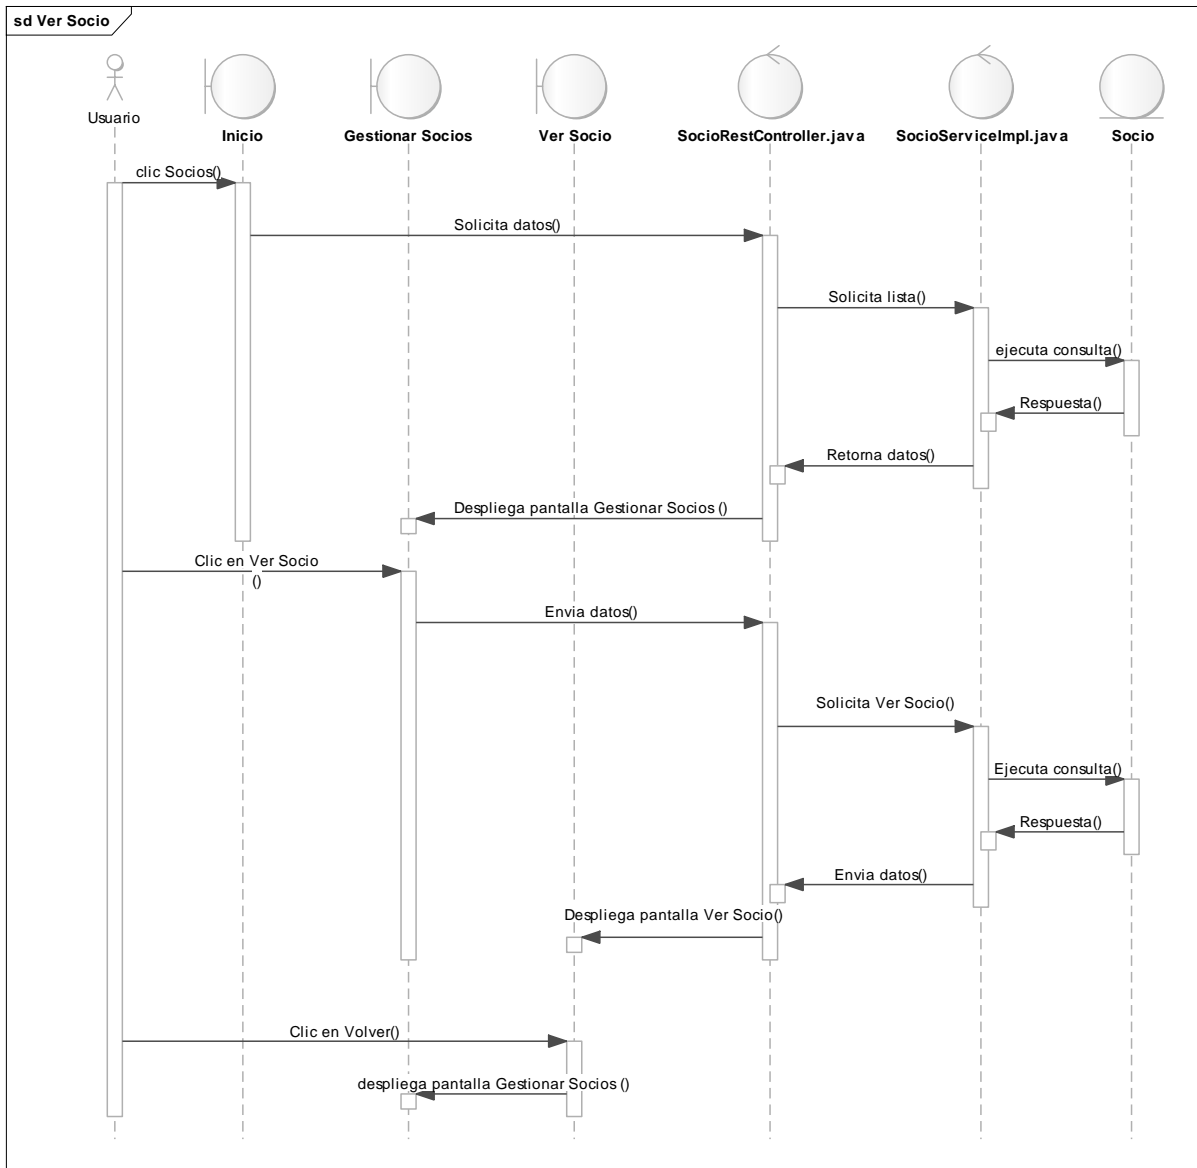 sd Ver Socio
Usuario
Inicio
Gestionar Socios
Ver Socio
SocioRestController.java
SocioServiceImpl.java
Socio
clic Socios()
Solicita datos()
Solicita lista()
ejecuta consulta()
Respuesta()
Retorna datos()
Despliega pantalla Gestionar Socios ()
Clic en Ver Socio
()
Envia datos()
Solicita Ver Socio()
Ejecuta consulta()
Respuesta()
Envia datos()
Despliega pantalla Ver Socio()
Clic en Volver()
despliega pantalla Gestionar Socios ()